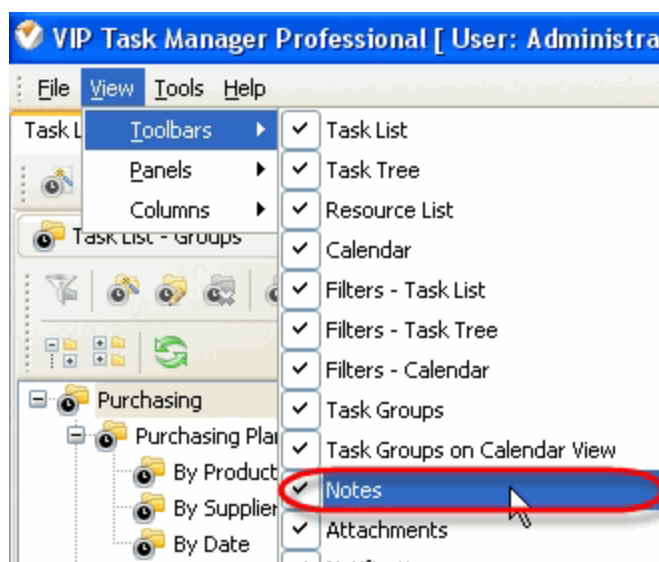 VIP Task Manager Professional [ User: Administra
File View Tools Help
Task L
Toolbars
Panels
Columns
Task List
Task Tree
Resource List
Calendar
Filters - Task List
Filters - Task Tree
Filters - Calendar
Task Groups
Task Groups on Calendar View
Notes
Attachments
Task List - Groups
Purchasing
Purchasing Pla
By Product
By Supplier
By Date